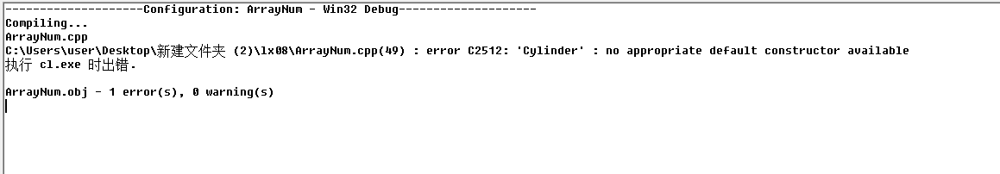 --------------------Configuration: ArrayNum - Win32 Debug--------------------
Compiling...
ArrayNum.cpp
C:\Users\user\Desktop\新建文件夹 (2)\lx08\ArrayNum.cpp(49) : error C2512: 'Cylinder' : no appropriate default constructor available
执行 cl.exe 时出错.
ArrayNum.obj - 1 error(s), 0 warning(s)